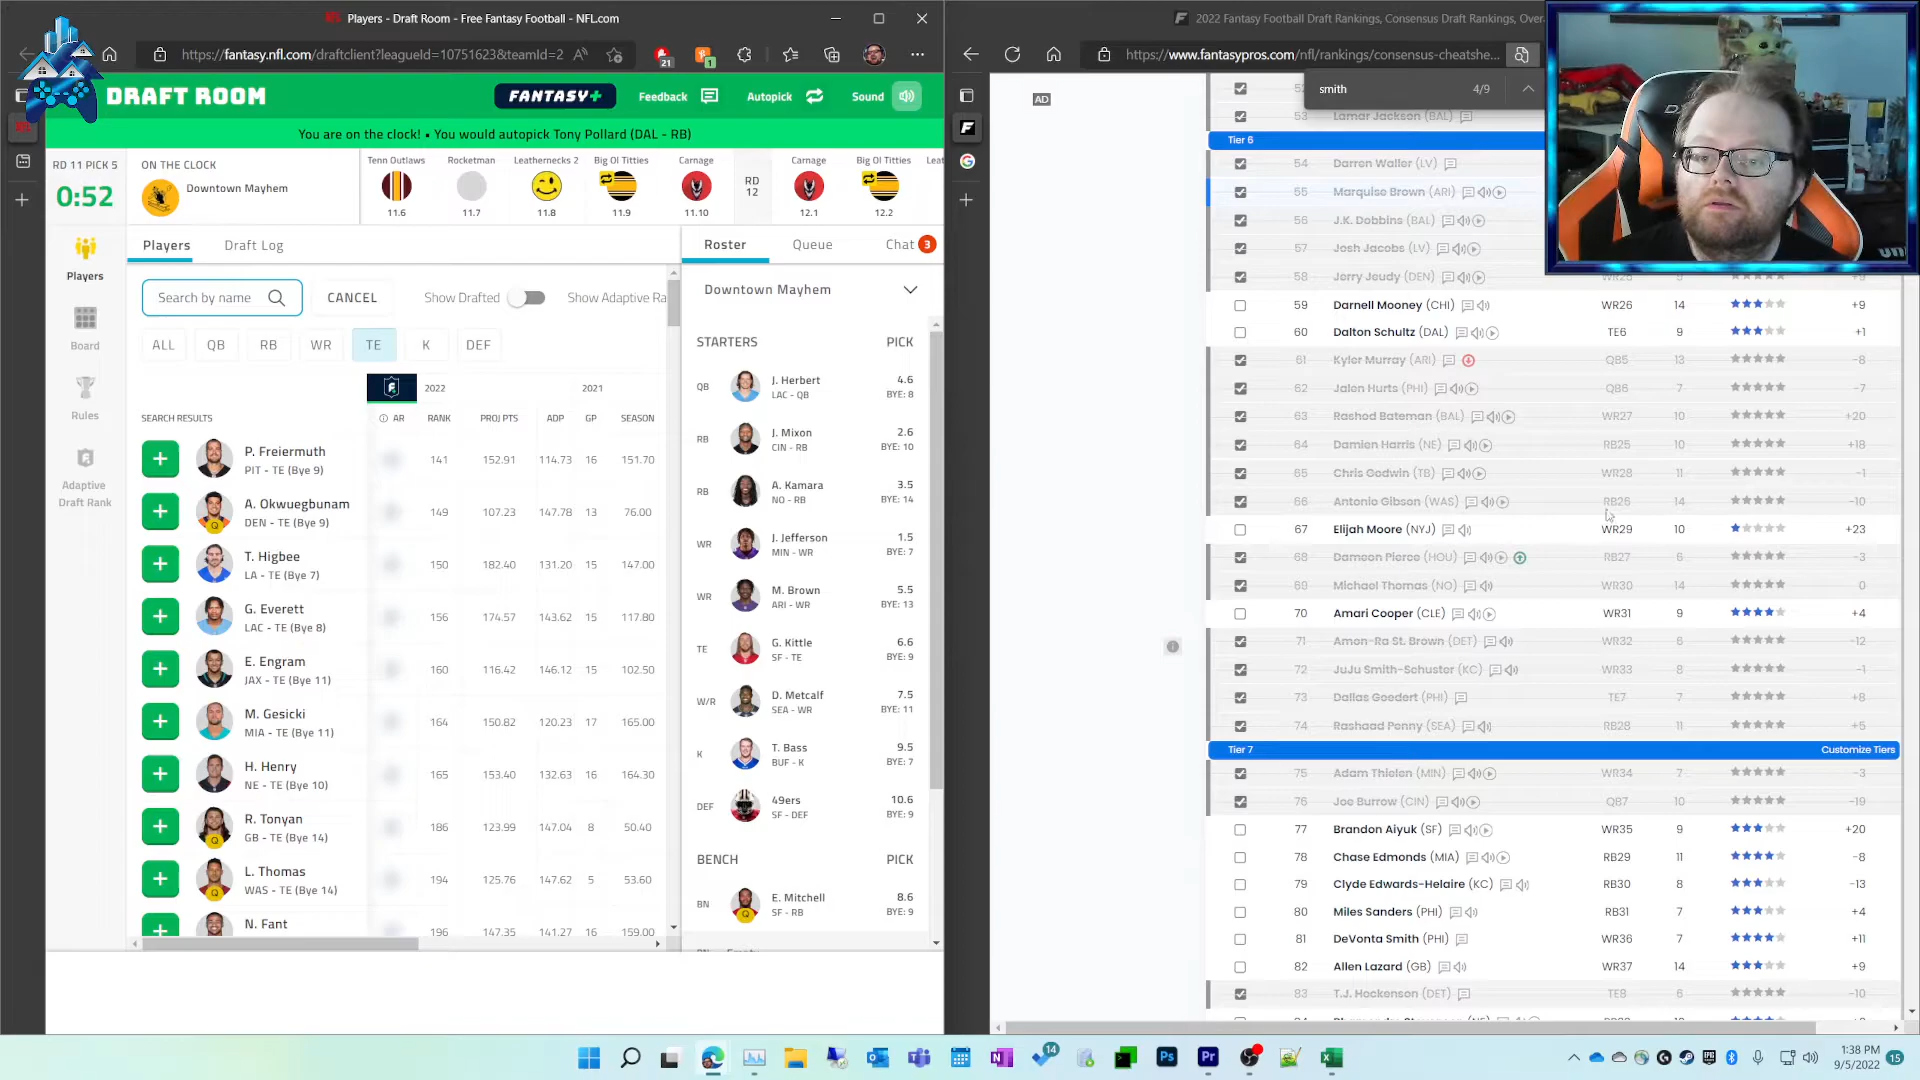 Players - Draft Room - Free Fantasy Football - NFL.com
https://fantasy.nfl.com/draftclient?leagueId=10751623&teamId=2
21
1
DRAFT ROOM
FANTASY+
Feedback
Autopick
Sound
You are on the clock! • You would autopick Tony Pollard (DAL - RB)
RD 11 PICK 5
0:52
ON THE CLOCK
Downtown Mayhem
Tenn Outlaws
11.6
Rocketman
11.7
Leathernecks 2
11.8
Big Ol Titties
11.9
Carnage
11.10
RD
12
Carnage
12.1
Big Ol Titties
12.2
Players
Board
Rules
Adaptive
Draft Rank
Players
Draft Log
Search by name
CANCEL
Show Drafted
Show Adaptive Ra
ALL QB RB WR TE K DEF
2022
2021
SEARCH RESULTS
AR RANK PROJ PTS ADP GP SEASON
P. Freiermuth
PIT - TE (Bye 9)
141 152.91 114.73 16 151.70
A. Okwuegbunam
DEN - TE (Bye 9)
149 107.23 147.78 13 76.00
T. Higbee
LA - TE (Bye 7)
150 182.40 131.20 15 147.00
G. Everett
LAC - TE (Bye 8)
156 174.57 143.62 15 117.80
E. Engram
JAX - TE (Bye 11)
160 116.42 146.12 15 102.50
M. Gesicki
MIA - TE (Bye 11)
164 150.82 120.23 17 165.00
H. Henry
NE - TE (Bye 10)
165 153.40 132.63 16 164.30
R. Tonyan
GB - TE (Bye 14)
186 123.99 147.04 8 50.40
L. Thomas
WAS - TE (Bye 14)
194 125.76 147.62 5 53.60
N. Fant
196 147.35 141.27 16 159.00
Roster
Queue
Chat 3
Downtown Mayhem
STARTERS PICK
QB J. Herbert 4.6
LAC - QB BYE: 8
RB J. Mixon 2.6
CIN - RB BYE: 10
RB A. Kamara 3.5
NO - RB BYE: 14
WR J. Jefferson 1.5
MIN - WR BYE: 7
WR M. Brown 5.5
ARI - WR BYE: 13
TE G. Kittle 6.6
SF - TE BYE: 9
W/R D. Metcalf 7.5
SEA - WR BYE: 11
K T. Bass 9.5
BUF - K BYE: 7
DEF 49ers 10.6
SF - DEF BYE: 9
BENCH PICK
BN E. Mitchell 8.6
SF - RB BYE: 9
2022 Fantasy Football Draft Rankings, Consensus Draft Rankings, Over
https://www.fantasypros.com/nfl/rankings/consensus-cheatshe...
smith 4/9
AD
53 Lamar Jackson (BAL)
Tier 6
54 Darren Waller (LV)
55 Marquise Brown (ARI)
56 J.K. Dobbins (BAL)
57 Josh Jacobs (LV)
58 Jerry Jeudy (DEN)
59 Darnell Mooney (CHI) WR26 14 +9
60 Dalton Schultz (DAL) TE6 9 +1
61 Kyler Murray (ARI) QB5 13 -8
62 Jalen Hurts (PHI) QB6 7 -7
63 Rashod Bateman (BAL) WR27 10 +20
64 Damien Harris (NE) RB25 10 +18
65 Chris Godwin (TB) WR28 11 -1
66 Antonio Gibson (WAS) RB26 14 -10
67 Elijah Moore (NYJ) WR29 10 +23
68 Dameon Pierce (HOU) RB27 6 -3
69 Michael Thomas (NO) WR30 14 0
70 Amari Cooper (CLE) WR31 9 +4
71 Amon-Ra St. Brown (DET) WR32 6 -12
72 JuJu Smith-Schuster (KC) WR33 8 -1
73 Dallas Goedert (PHI) TE7 7 +8
74 Rashaad Penny (SEA) RB28 11 +5
Tier 7 Customize Tiers
75 Adam Thielen (MIN) WR34 7 -3
76 Joe Burrow (CIN) QB7 10 -19
77 Brandon Aiyuk (SF) WR35 9 +20
78 Chase Edmonds (MIA) RB29 11 -8
79 Clyde Edwards-Helaire (KC) RB30 8 -13
80 Miles Sanders (PHI) RB31 7 +4
81 DeVonta Smith (PHI) WR36 7 +11
82 Allen Lazard (GB) WR37 14 +9
83 T.J. Hockenson (DET) TE8 6 -10
14
1:38 PM
9/5/2022
15